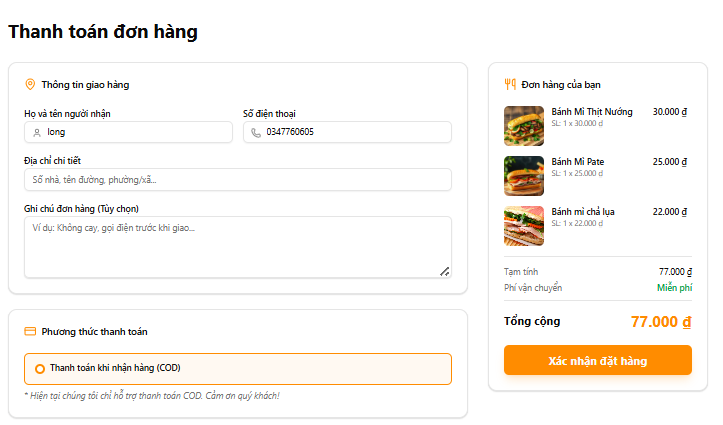 Thanh toán đơn hàng
Thông tin giao hàng
Họ và tên người nhận
Số điện thoại
long
0347760605
Địa chỉ chi tiết
Số nhà, tên đường, phường/xã...
Ghi chú đơn hàng (Tùy chọn)
Ví dụ: Không cay, gọi điện trước khi giao...
Phương thức thanh toán
Thanh toán khi nhận hàng (COD)
* Hiện tại chúng tôi chỉ hỗ trợ thanh toán COD. Cảm ơn quý khách!
Đơn hàng của bạn
Bánh Mì Thịt Nướng 30.000 ₫
SL: 1 x 30.000 ₫
Bánh Mì Pate 25.000 ₫
SL: 1 x 25.000 ₫
Bánh mì chả lụa 22.000 ₫
SL: 1 x 22.000 ₫
Tạm tính 77.000 ₫
Phí vận chuyển Miễn phí
Tổng cộng 77.000 ₫
Xác nhận đặt hàng